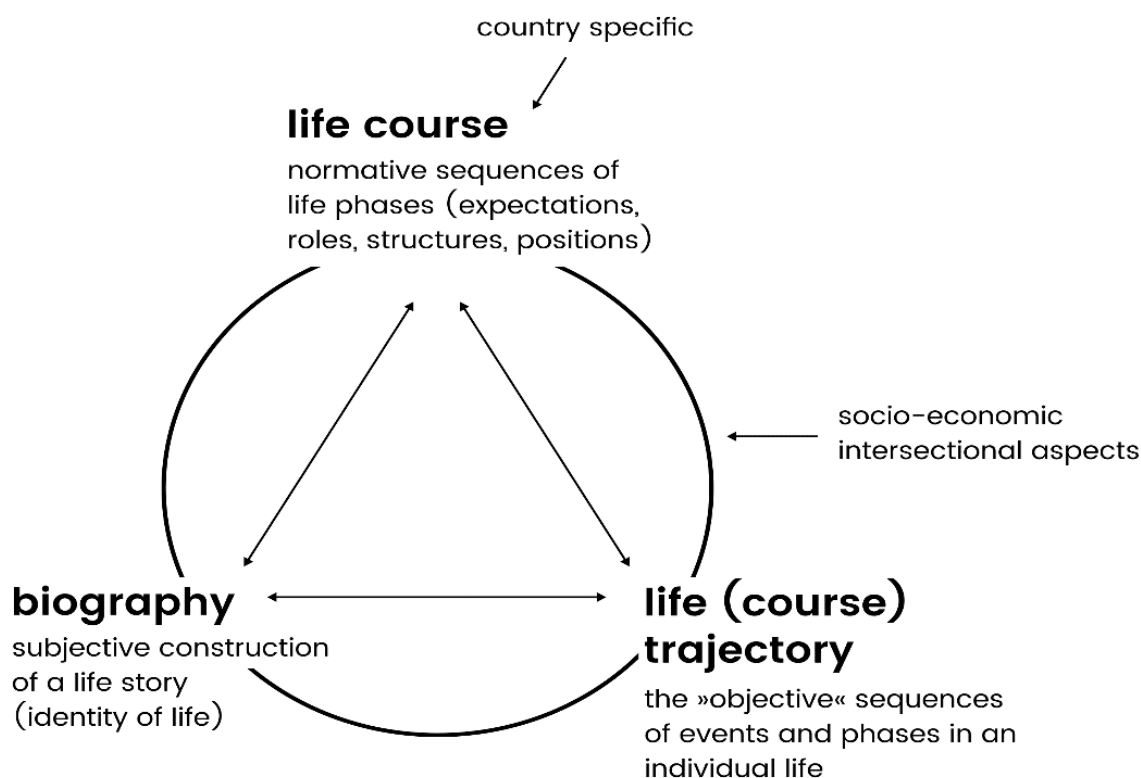 country specific
life course
normative sequences of
life phases (expectations,
roles, structures, positions)
socio-economic
intersectional aspects
biography
subjective construction
of a life story
(identity of life)
life (course)
trajectory
the »objective« sequences
of events and phases in an
individual life